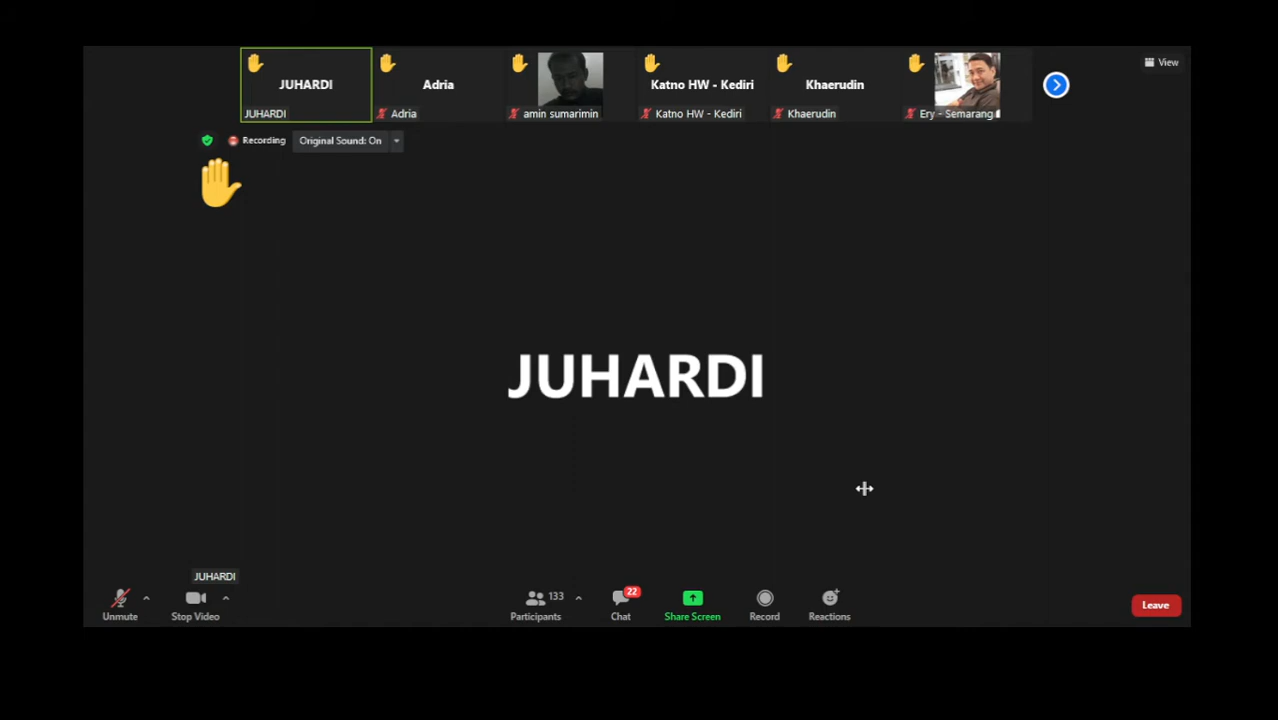 JUHARDI
Adria
Katno HW - Kediri
Khaerudin
View
JUHARDI
Adria
amin sumarimin
Katno HW - Kediri
Khaerudin
Ery - Semarang
Recording
Original Sound: On
JUHARDI
JUHARDI
Unmute
Stop Video
133
Participants
22
Chat
Share Screen
Record
Reactions
Leave